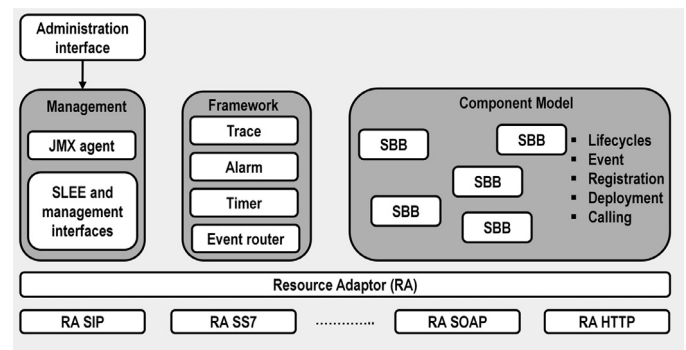 Administration
interface
Management
JMX agent
SLEE and
management
interfaces
Framework
Trace
Alarm
Timer
Event router
Component Model
SBB
SBB
SBB
SBB
SBB
▪ Lifecycles
▪ Event
▪ Registration
▪ Deployment
▪ Calling
Resource Adaptor (RA)
RA SIP
RA SS7
..............
RA SOAP
RA HTTP